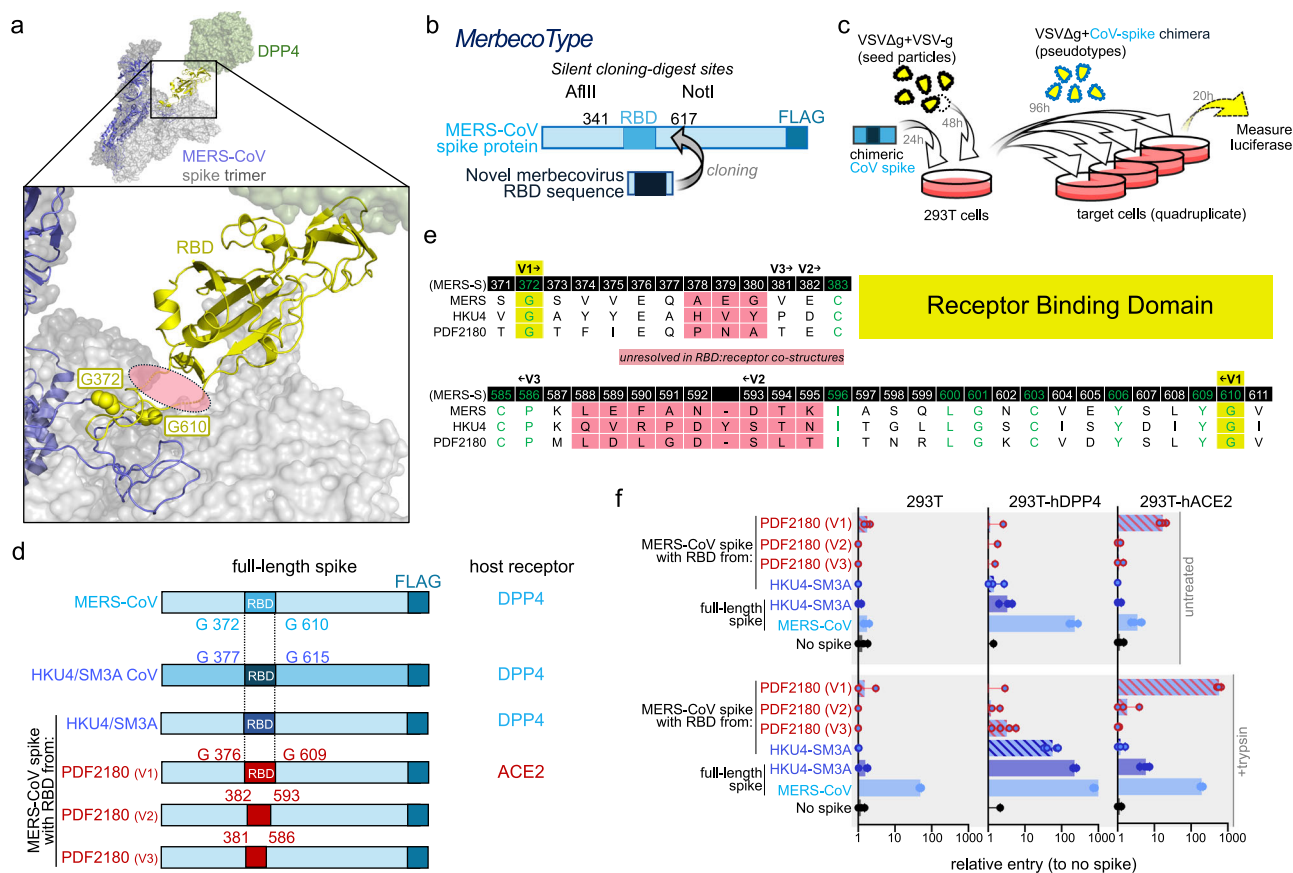 a
DPP4
MERS-CoV
spike trimer
RBD
G372
G610
b
MerbecoType
Silent cloning-digest sites
AflII NotI
341 RBD 617 FLAG
MERS-CoV
spike protein
Novel merbecovirus
RBD sequence
cloning
c
VSVΔg+VSV-g
(seed particles)
VSVΔg+CoV-spike chimera
(pseudotypes)
48h
24h
96h
20h
Measure
luciferase
chimeric
CoV spike
293T cells
target cells (quadruplicate)
d
full-length spike host receptor
FLAG
MERS-CoV RBD DPP4
G 372 G 610
G 377 G 615
HKU4/SM3A CoV RBD DPP4
MERS-CoV spike
with RBD from:
HKU4/SM3A RBD DPP4
G 376 G 609
PDF2180 (V1) RBD ACE2
382 593
PDF2180 (V2)
381 586
PDF2180 (V3)
e
V1→ V3→ V2→
(MERS-S) 371 372 373 374 375 376 377 378 379 380 381 382 383
MERS S G S V V E Q A E G V E C
HKU4 V G A Y Y E A H V Y P D C
PDF2180 T G T F I E Q P N A T E C
Receptor Binding Domain
unresolved in RBD:receptor co-structures
←V3 ←V2 ←V1
(MERS-S) 585 586 587 588 589 590 591 592 593 594 595 596 597 598 599 600 601 602 603 604 605 606 607 608 609 610 611
MERS C P K L E F A N - D T K I A S Q L G N C V E Y S L Y G V
HKU4 C P K Q V R P D Y S T N I T G L L G S C I S Y D I Y G V
PDF2180 C P M L D L G D - S L T I T N R L G K C V D Y S L Y G I
f
293T 293T-hDPP4 293T-hACE2
MERS-CoV spike
with RBD from:
PDF2180 (V1)
PDF2180 (V2)
PDF2180 (V3)
HKU4-SM3A
full-length
spike
HKU4-SM3A
MERS-CoV
No spike
untreated
MERS-CoV spike
with RBD from:
PDF2180 (V1)
PDF2180 (V2)
PDF2180 (V3)
HKU4-SM3A
full-length
spike
HKU4-SM3A
MERS-CoV
No spike
+trypsin
1 10 100 1000 1 10 100 1000 1 10 100 1000
relative entry (to no spike)